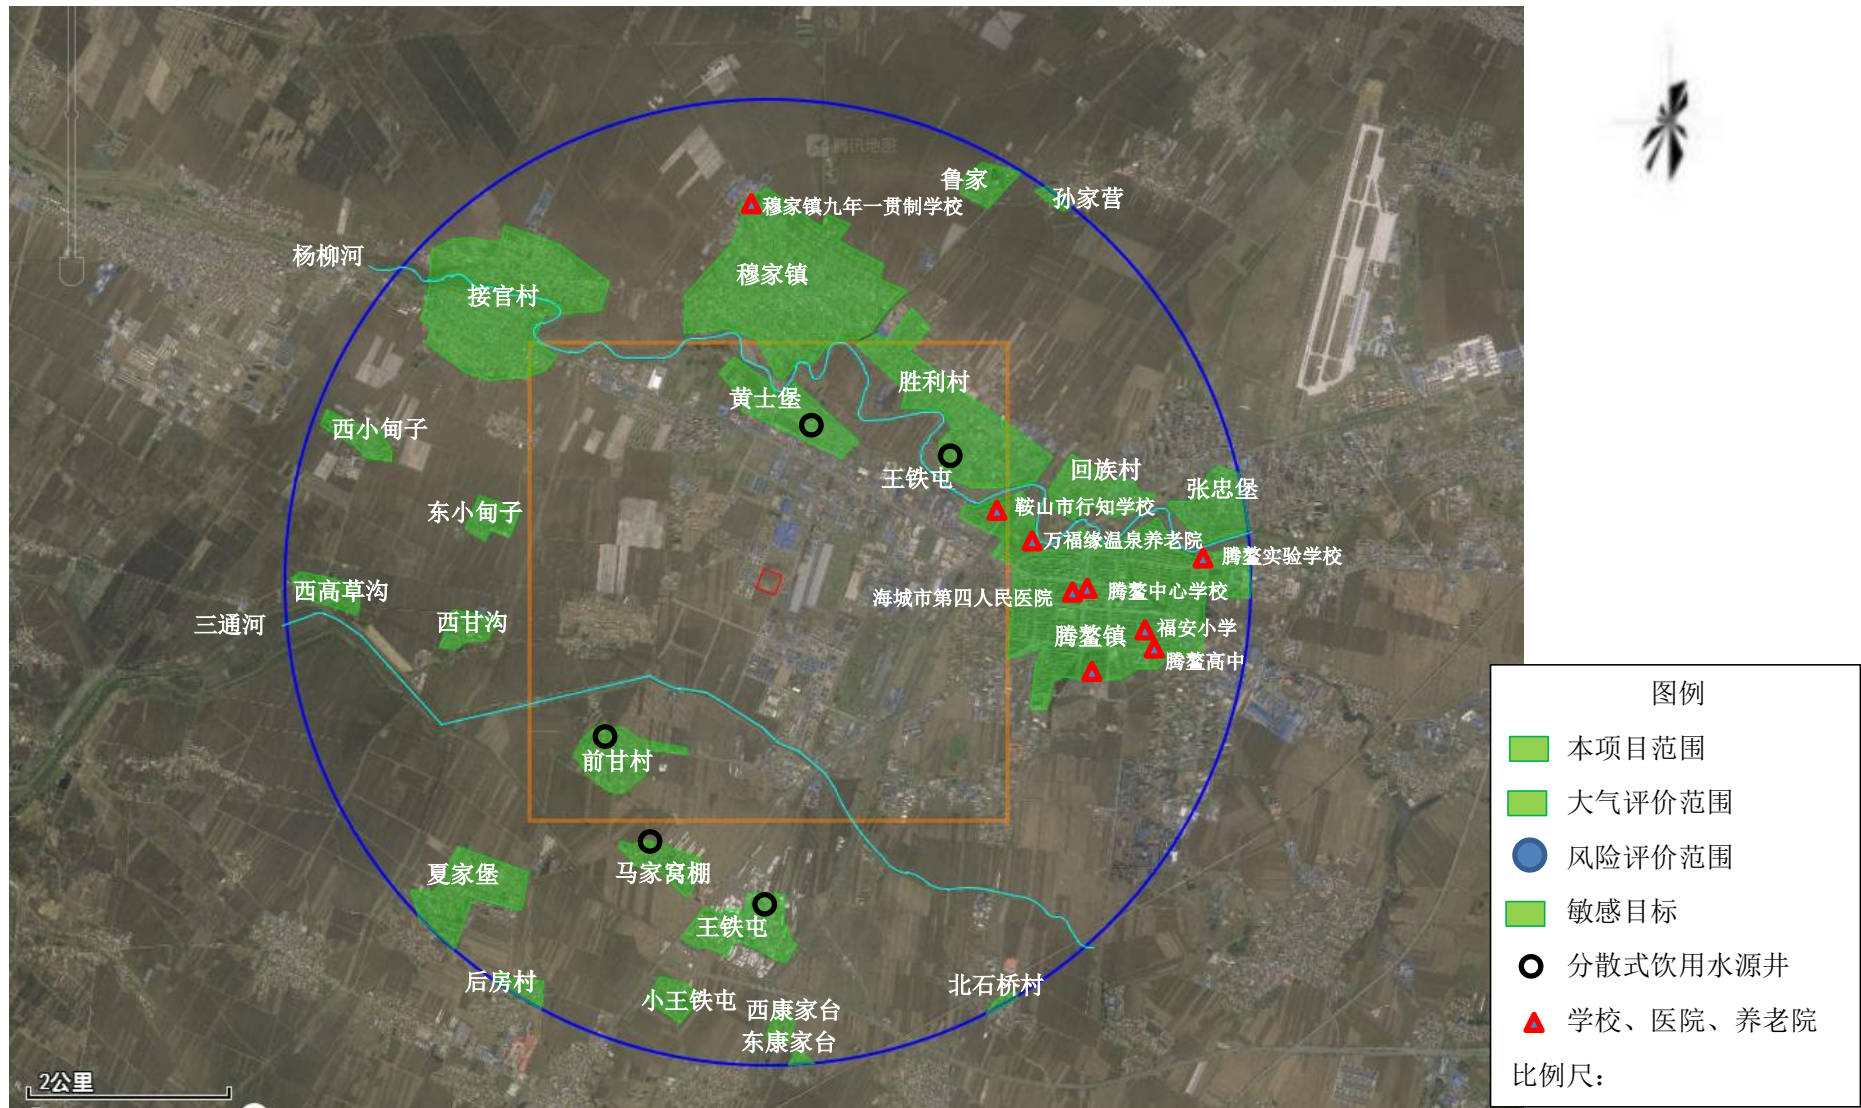 腾讯地图
鲁家
孙家营
穆家镇九年一贯制学校
杨柳河
穆家镇
接官村
胜利村
黄士堡
西小甸子
回族村
王铁屯
张忠堡
东小甸子
鞍山市行知学校
万福缘温泉养老院
腾鳌实验学校
西高草沟
海城市第四人民医院
腾鳌中心学校
三通河
西甘沟
福安小学
腾鳌镇
腾鳌高中
前甘村
夏家堡
马家窝棚
王铁屯
后房村
北石桥村
小王铁屯
西康家台
东康家台
2公里
图例
本项目范围
大气评价范围
风险评价范围
敏感目标
分散式饮用水源井
学校、医院、养老院
比例尺：